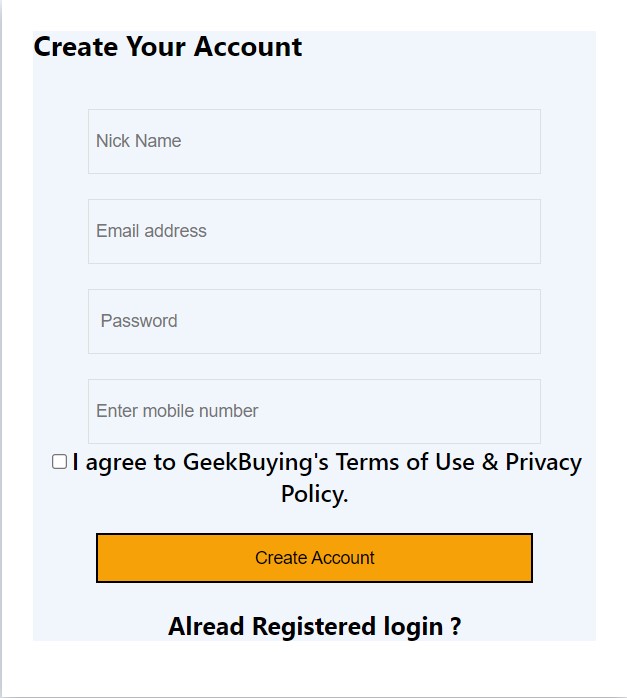 Create Your Account
Nick Name
Email address
Password
Enter mobile number
I agree to GeekBuying's Terms of Use & Privacy
Policy.
Create Account
Alread Registered login ?